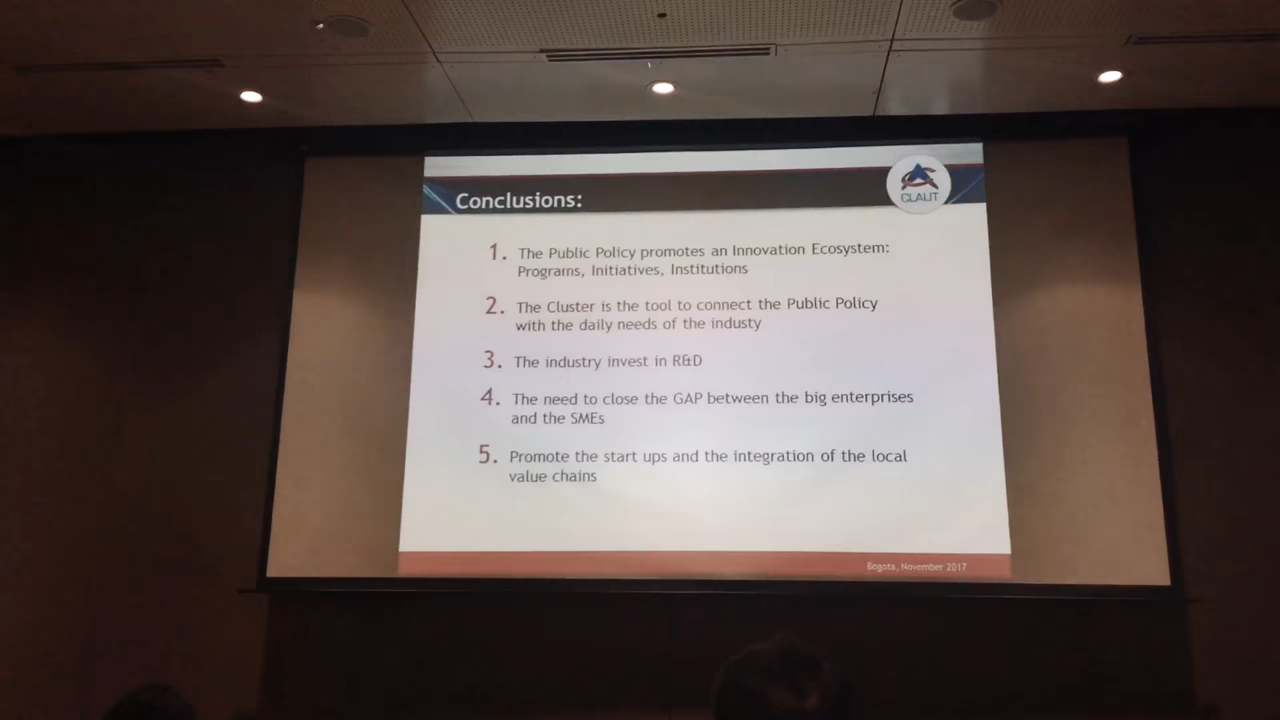 Conclusions:
CLAUT
1. The Public Policy promotes an Innovation Ecosystem:
Programs, Initiatives, Institutions
2. The Cluster is the tool to connect the Public Policy
with the daily needs of the industy
3. The industry invest in R&D
4. The need to close the GAP between the big enterprises
and the SMEs
5. Promote the start ups and the integration of the local
value chains
Bogota, November 2017